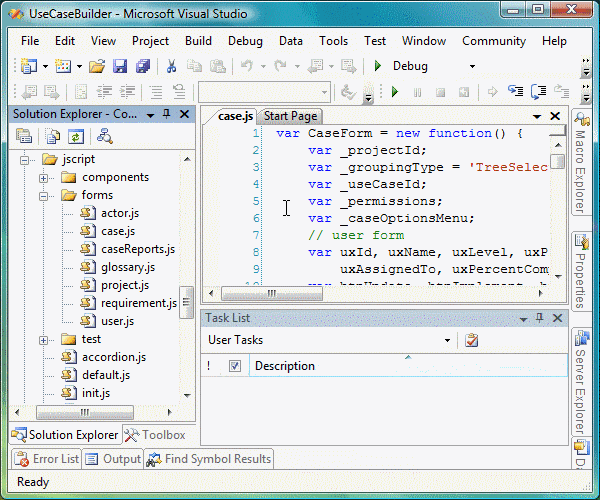 UseCaseBuilder - Microsoft Visual Studio
File Edit View Project Build Debug Data Tools Test Window Community Help
Debug
Solution Explorer - Co...
jscript
components
forms
actor.js
case.js
caseReports.js
glossary.js
project.js
requirement.js
user.js
test
accordion.js
default.js
init.js
Solution Explorer Toolbox
case.js Start Page
1 var CaseForm = new function() {
2 var _projectId;
3 var _groupingType = 'TreeSelec
4 var _useCaseId;
5 var _permissions;
6 var _caseOptionsMenu;
7 // user form
8 var uxId, uxName, uxLevel, uxP
9 uxAssignedTo, uxPercentCom
Task List
User Tasks
! Description
Macro Explorer
Properties
Server Explorer
Error List Output Find Symbol Results
Ready